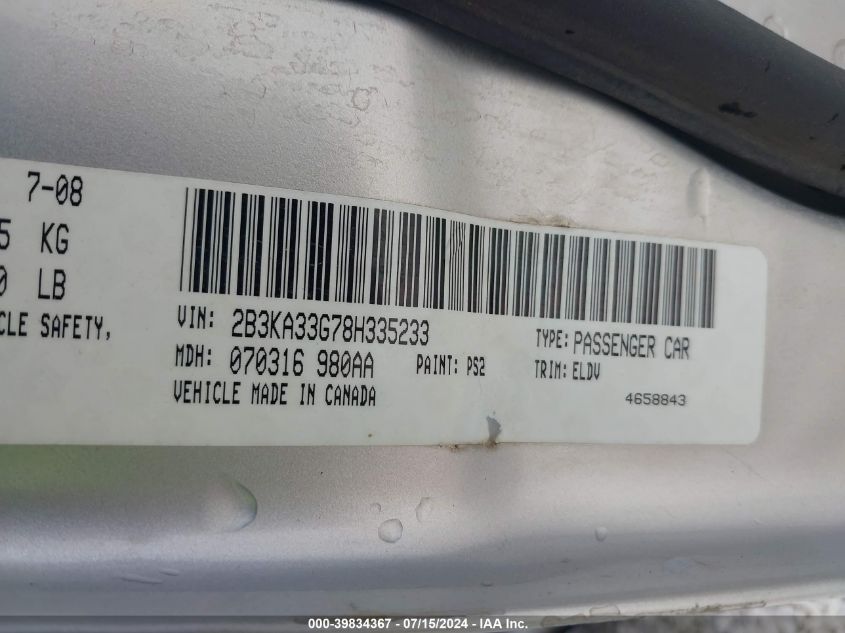 7-08
5 KG
0 LB
CLE SAFETY,
VIN: 2B3KA33G78H335233
TYPE: PASSENGER CAR
MDH: 070316 980AA
PAINT: PS2
TRIM: ELDV
VEHICLE MADE IN CANADA
4658843
000-39834367 - 07/15/2024 - IAA Inc.